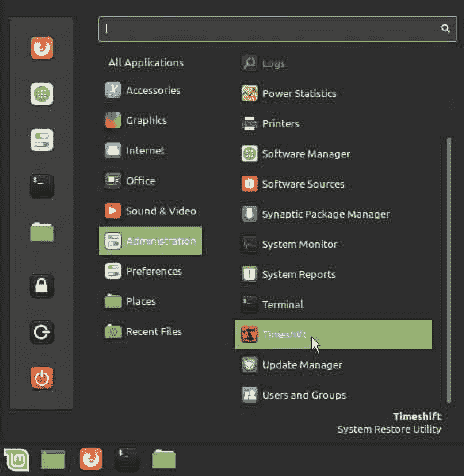 All Applications
Accessories
Graphics
Internet
Office
Sound & Video
Administration
Preferences
Places
Recent Files
Logs
Power Statistics
Printers
Software Manager
Software Sources
Synaptic Package Manager
System Monitor
System Reports
Terminal
Timeshift
Update Manager
Users and Groups
Timeshift
System Restore Utility